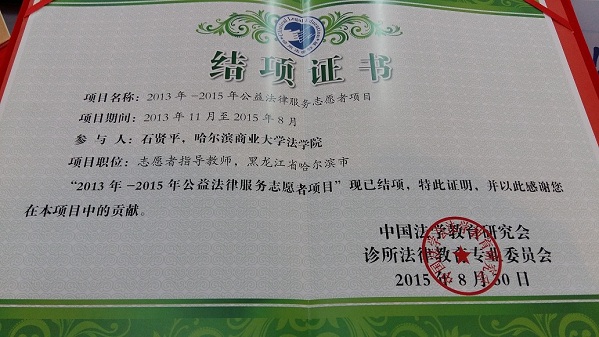 结项证书
项目名称：2013年-2015年公益法律服务志愿者项目
项目期间：2013年11月至2015年8月
参与人：石贤平，哈尔滨商业大学法学院
项目职位：志愿者指导教师，黑龙江省哈尔滨市
“2013年-2015年公益法律服务志愿者项目”现已结项，特此证明，并以此感谢您
在本项目中的贡献。
中国法学教育研究会
诊所法律教育专业委员会
2015年8月30日